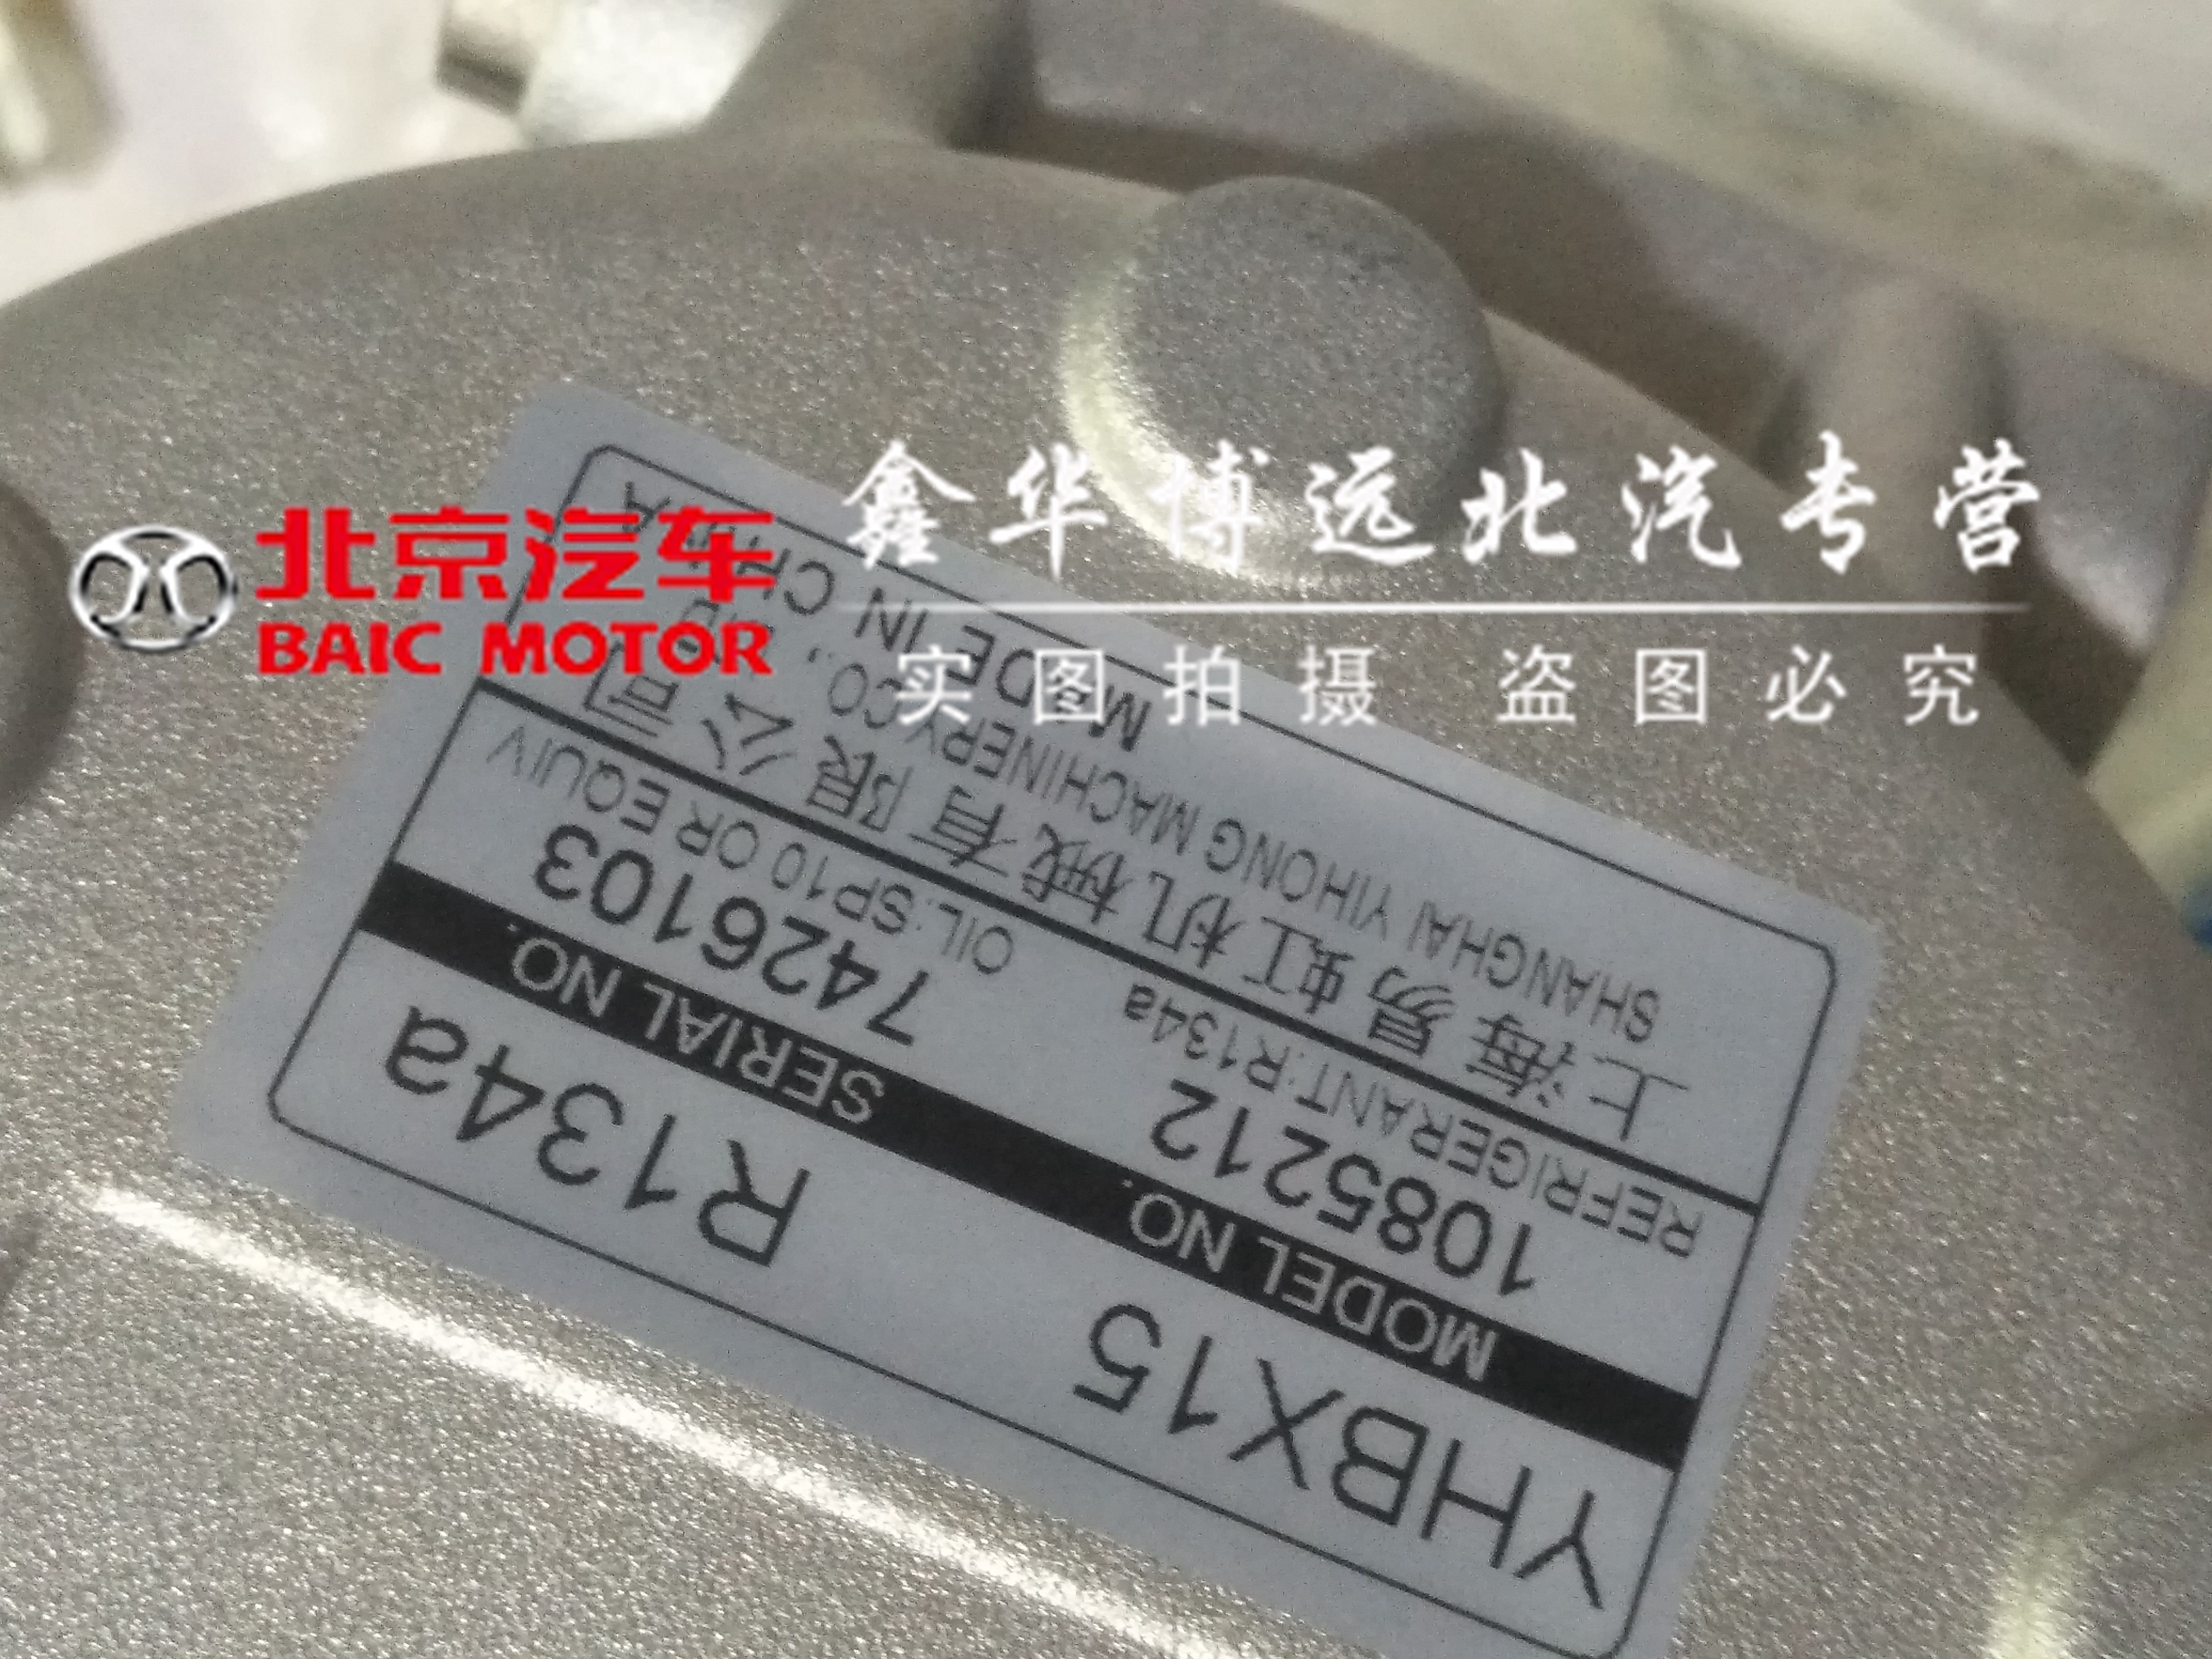 北京汽车
BAIC MOTOR
鑫华博远北汽专营
实图拍摄 盗图必究
YHBX15 R134a
MODEL NO. SERIAL NO.
1085212 7426103
REFRIGERANT:R134a OIL:SP10 OR EQUIV
上海易虹机械有限公司
SHANGHAI YIHONG MACHINERY CO.,
MADE IN CHINA